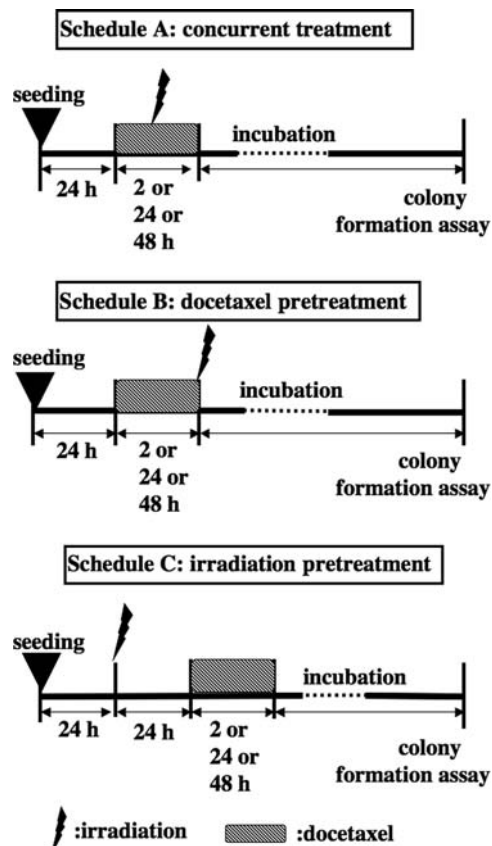 Schedule A: concurrent treatment
seeding
incubation
24 h
2 or
24 or
48 h
colony
formation assay
Schedule B: docetaxel pretreatment
seeding
incubation
24 h
2 or
24 or
48 h
colony
formation assay
Schedule C: irradiation pretreatment
seeding
incubation
24 h
24 h
2 or
24 or
48 h
colony
formation assay
:irradiation
:docetaxel